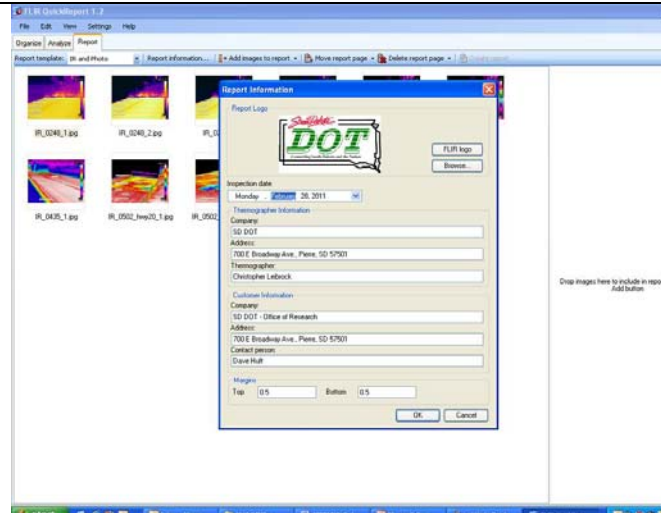 FLIR QuickReport 1.2
File Edit View Settings Help
Organize Analyze Report
Report template: IR and Photo Report information... Add images to report Move report page Delete report page
Report Information
Report Logo
South Dakota
DOT
FLIR logo
Browse...
IR_0248_1.jpg IR_0248_2.jpg
Inspection date:
Monday , February 28, 2011
Thermographer Information
Company:
SD DOT
IR_0435_1.jpg IR_0502_hwy20_1.jpg
Address:
700 E Broadway Ave., Pierre, SD 57501
Thermographer:
Christopher Leibrock
Customer Information
Company:
SD DOT - Office of Research
Address:
700 E Broadway Ave., Pierre, SD 57501
Contact person:
Dave Huft
Margins
Top 0.5 Bottom 0.5
OK Cancel
Drop images here to include in repo
Add button